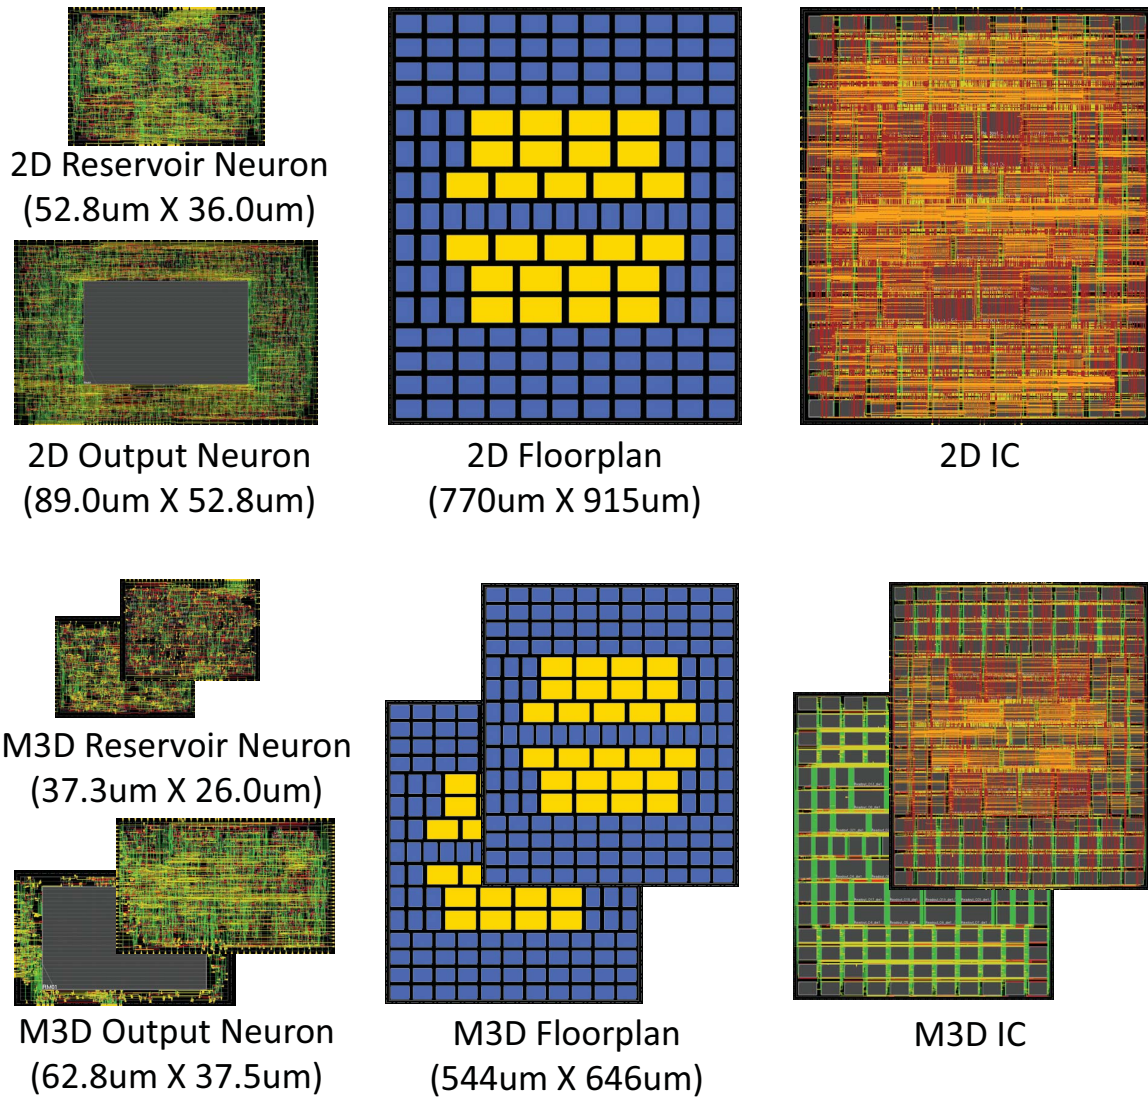 2D Reservoir Neuron
(52.8um X 36.0um)
2D Output Neuron
(89.0um X 52.8um)
2D Floorplan
(770um X 915um)
2D IC
M3D Reservoir Neuron
(37.3um X 26.0um)
M3D Output Neuron
(62.8um X 37.5um)
M3D Floorplan
(544um X 646um)
M3D IC